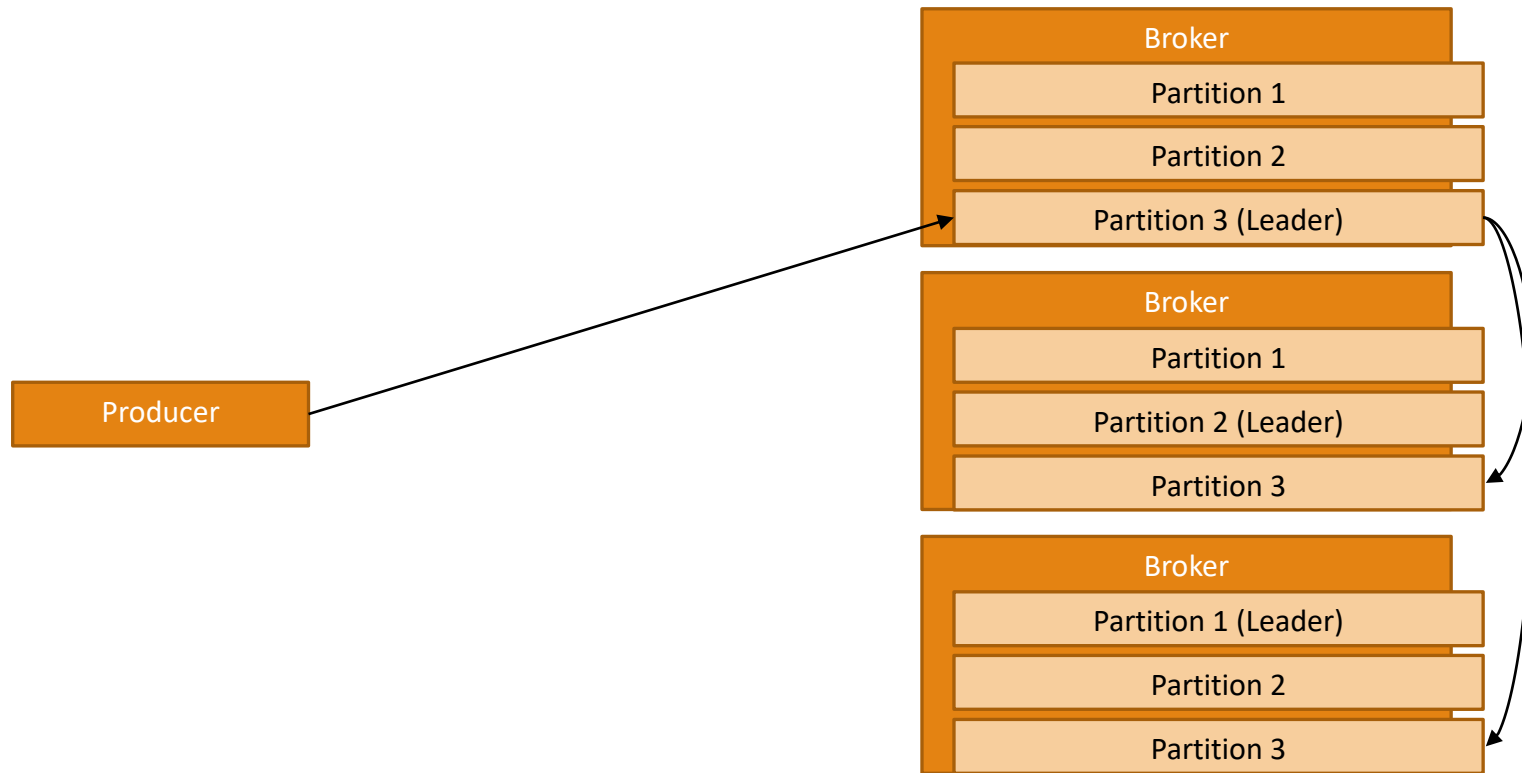 Broker
Partition 1
Partition 2
Partition 3 (Leader)
Broker
Partition 1
Partition 2 (Leader)
Partition 3
Producer
Broker
Partition 1 (Leader)
Partition 2
Partition 3